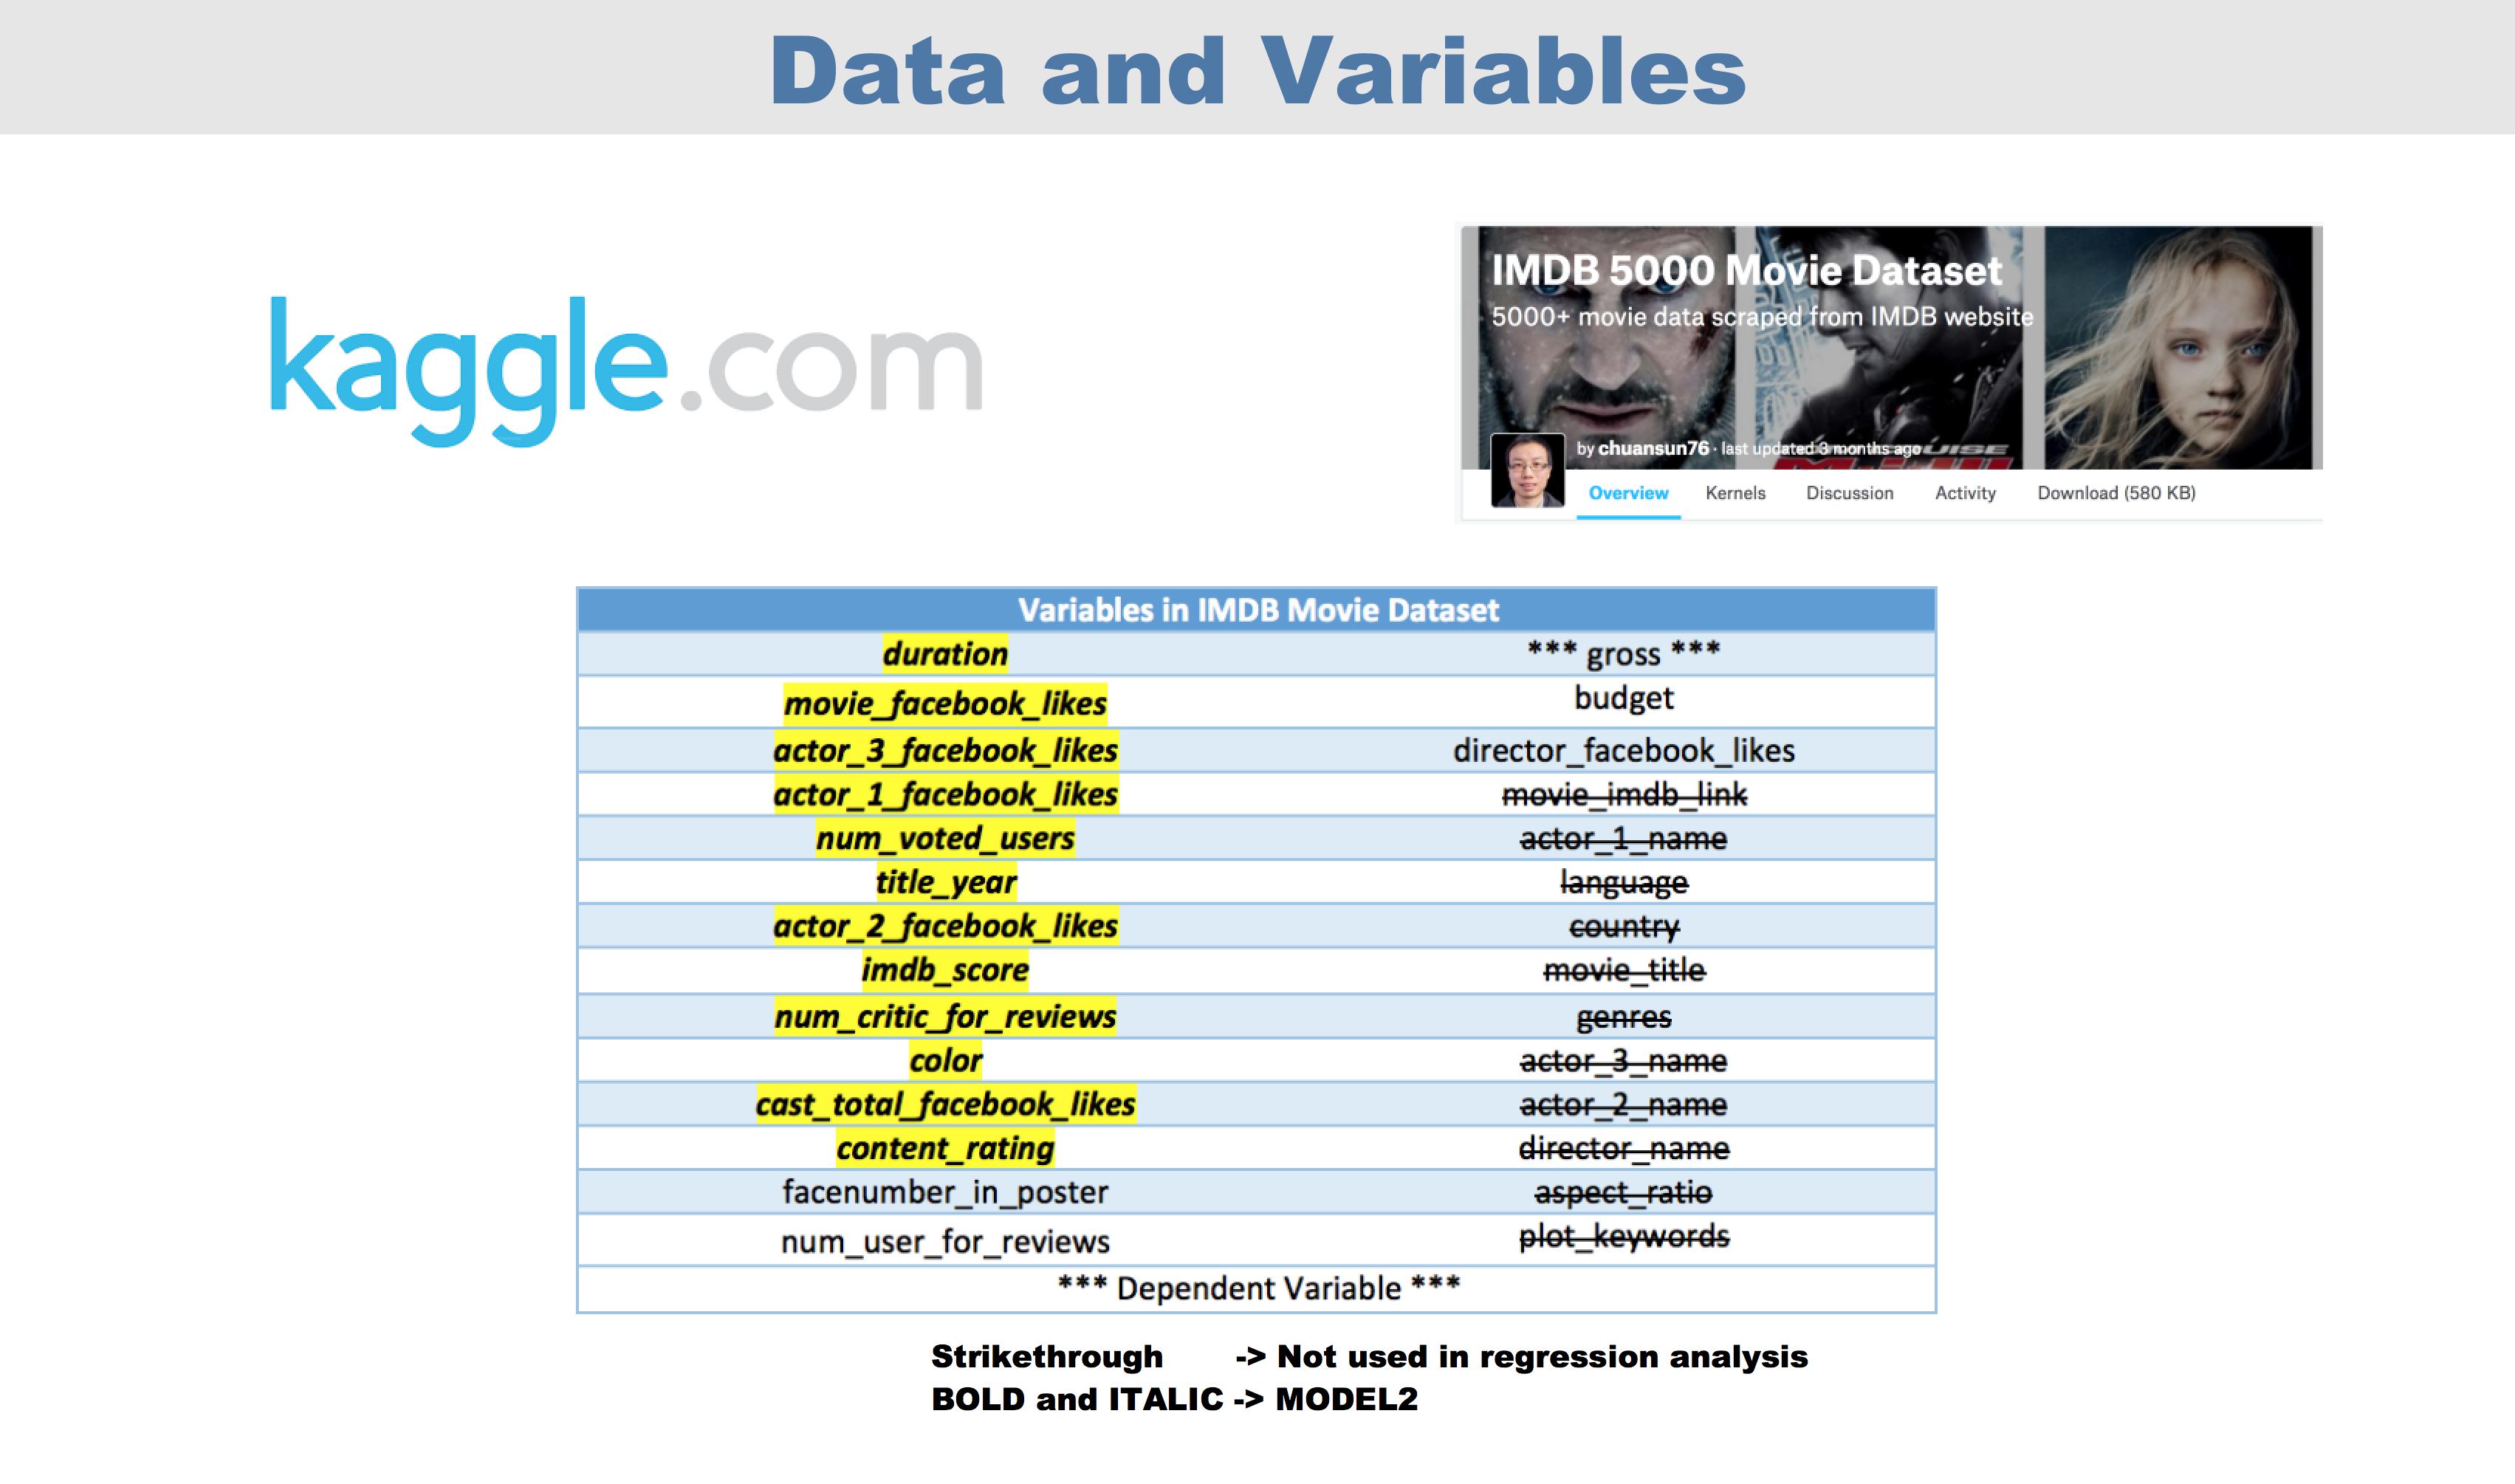 Data and Variables
kaggle.com
IMDB 5000 Movie Dataset
5000+ movie data scraped from IMDB website
by chuansun76 · last updated 3 months ago
Overview Kernels Discussion Activity Download (580 KB)
Variables in IMDB Movie Dataset
duration *** gross ***
movie_facebook_likes budget
actor_3_facebook_likes director_facebook_likes
actor_1_facebook_likes movie_imdb_link
num_voted_users actor_1_name
title_year language
actor_2_facebook_likes country
imdb_score movie_title
num_critic_for_reviews genres
color actor_3_name
cast_total_facebook_likes actor_2_name
content_rating director_name
facenumber_in_poster aspect_ratio
num_user_for_reviews plot_keywords
*** Dependent Variable ***
Strikethrough -> Not used in regression analysis
BOLD and ITALIC -> MODEL2